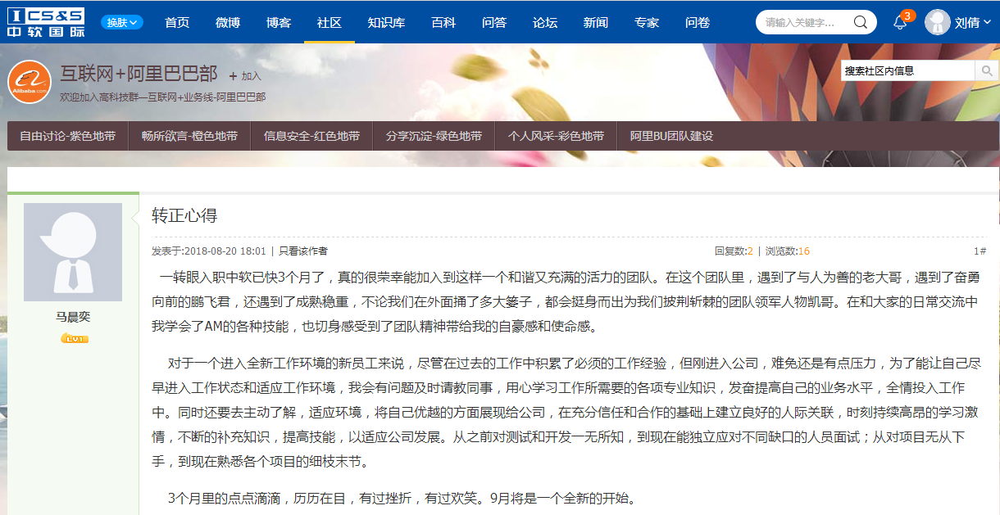 ICS&S
中软国际
换肤
首页 微博 博客 社区 知识库 百科 问答 论坛 新闻 专家 问卷
请输入关键字...
3
刘倩
Alibaba.com
互联网+阿里巴巴部 + 加入
欢迎加入高科技群—互联网+业务线-阿里巴巴部
搜索社区内信息
自由讨论-紫色地带 畅所欲言-橙色地带 信息安全-红色地带 分享沉淀-绿色地带 个人风采-彩色地带 阿里BU团队建设
马晨奕
LV1
转正心得
发表于:2018-08-20 18:01 | 只看该作者 回复数:2 | 浏览数:16 1#
一转眼入职中软已快3个月了，真的很荣幸能加入到这样一个和谐又充满的活力的团队。在这个团队里，遇到了与人为善的老大哥，遇到了奋勇
向前的鹏飞君，还遇到了成熟稳重，不论我们在外面捅了多大篓子，都会挺身而出为我们披荆斩棘的团队领军人物凯哥。在和大家的日常交流中
我学会了AM的各种技能，也切身感受到了团队精神带给我的自豪感和使命感。
对于一个进入全新工作环境的新员工来说，尽管在过去的工作中积累了必须的工作经验，但刚进入公司，难免还是有点压力，为了能让自己尽
早进入工作状态和适应工作环境，我会有问题及时请教同事，用心学习工作所需要的各项专业知识，发奋提高自己的业务水平，全情投入工作
中。同时还要去主动了解，适应环境，将自己优越的方面展现给公司，在充分信任和合作的基础上建立良好的人际关联，时刻持续高昂的学习激
情，不断的补充知识，提高技能，以适应公司发展。从之前对测试和开发一无所知，到现在能独立应对不同缺口的人员面试；从对项目无从下
手，到现在熟悉各个项目的细枝末节。
3个月里的点点滴滴，历历在目，有过挫折，有过欢笑。9月将是一个全新的开始。